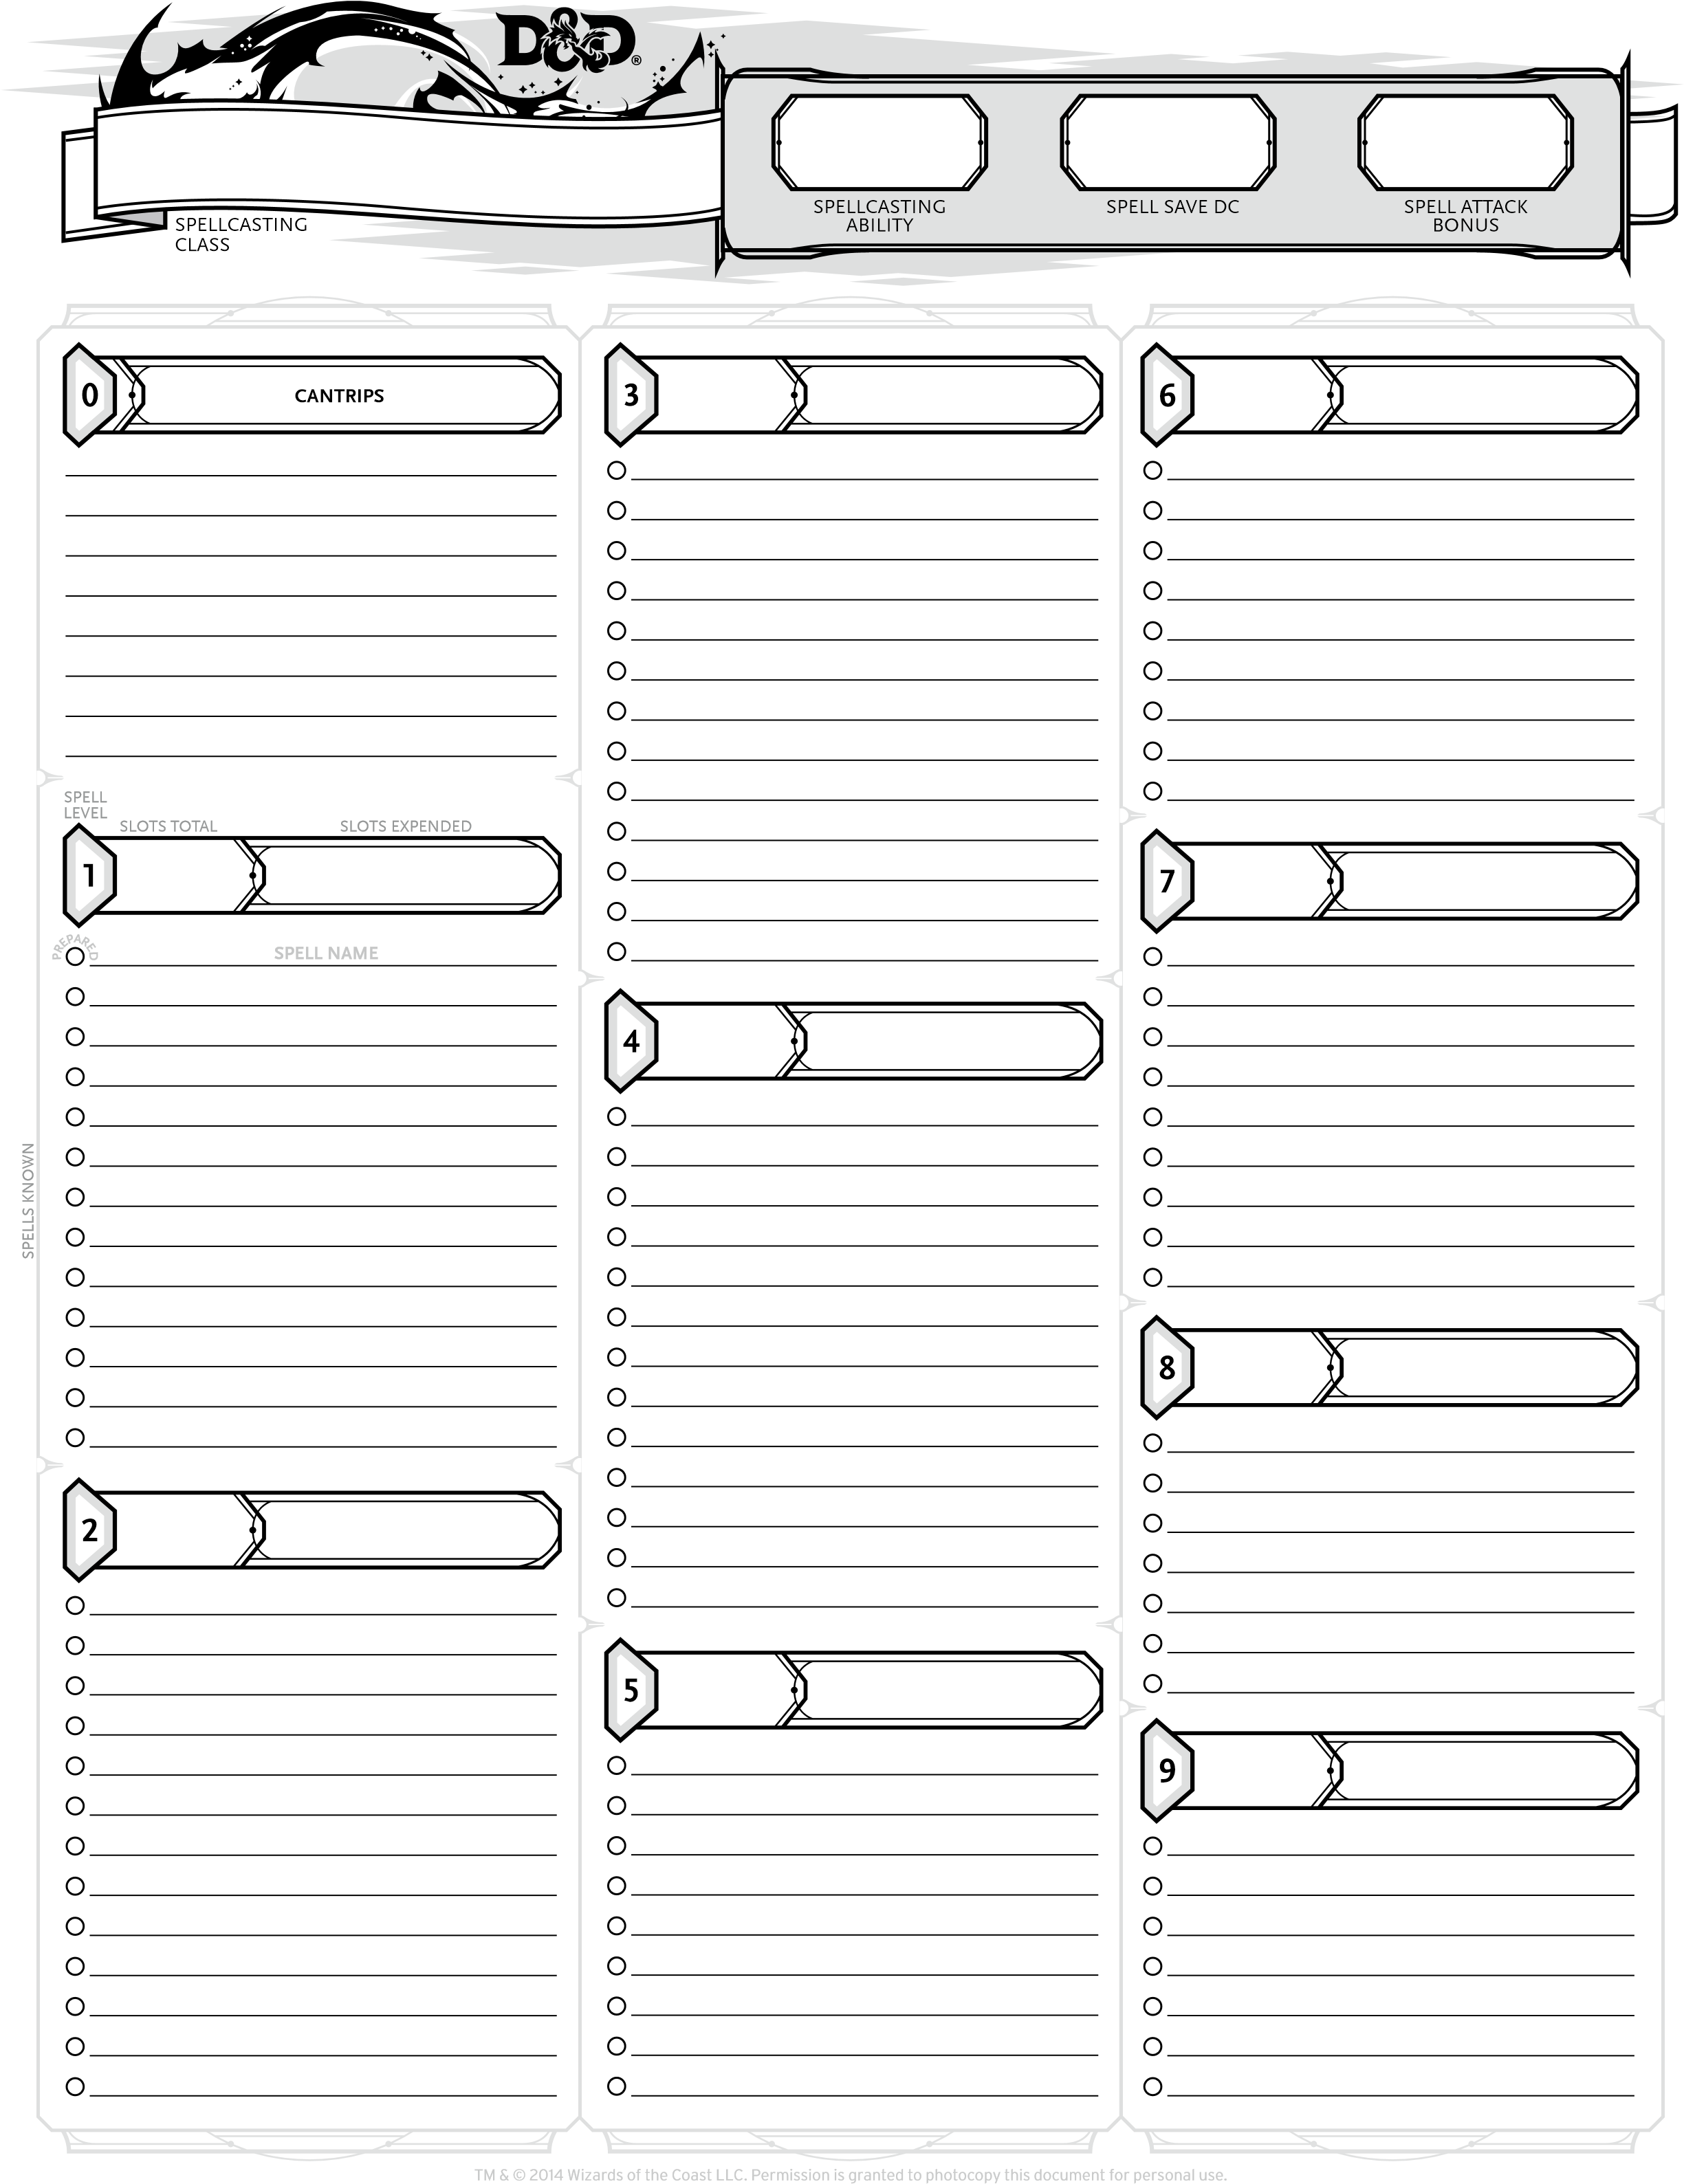 D&D®
SPELLCASTING
CLASS
SPELLCASTING
ABILITY
SPELL SAVE DC
SPELL ATTACK
BONUS
0
CANTRIPS
SPELL
LEVEL
SLOTS TOTAL
SLOTS EXPENDED
1
PREPARED
SPELL NAME
SPELLS KNOWN
2
3
4
5
6
7
8
9
TM & © 2014 Wizards of the Coast LLC. Permission is granted to photocopy this document for personal use.